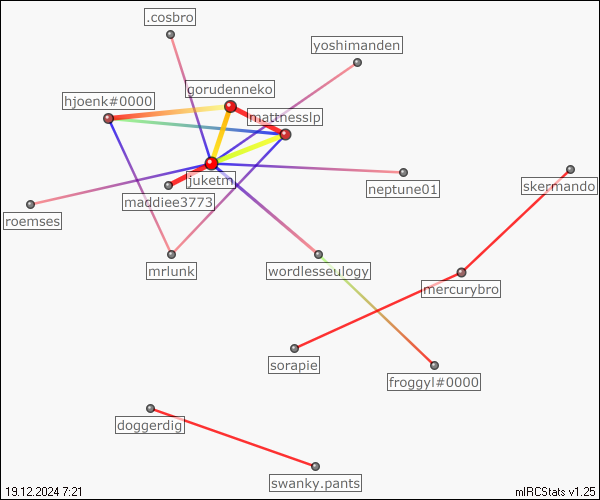 .cosbro
yoshimanden
gorudenneko
hjoenk#0000
mattnesslp
juketm
neptune01
skermando
maddiee3773
roemses
mrlunk
wordlesseulogy
mercurybro
sorapie
froggyl#0000
doggerdig
swanky.pants
19.12.2024 7:21
mIRCStats v1.25